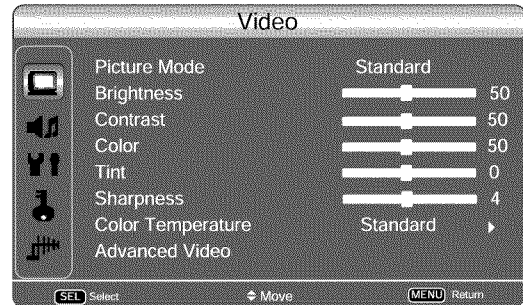 Video
Picture Mode Standard
Brightness 50
Contrast 50
Color 50
Tint 0
Sharpness 4
Color Temperature Standard
Advanced Video
SEL Select Move MENU Return